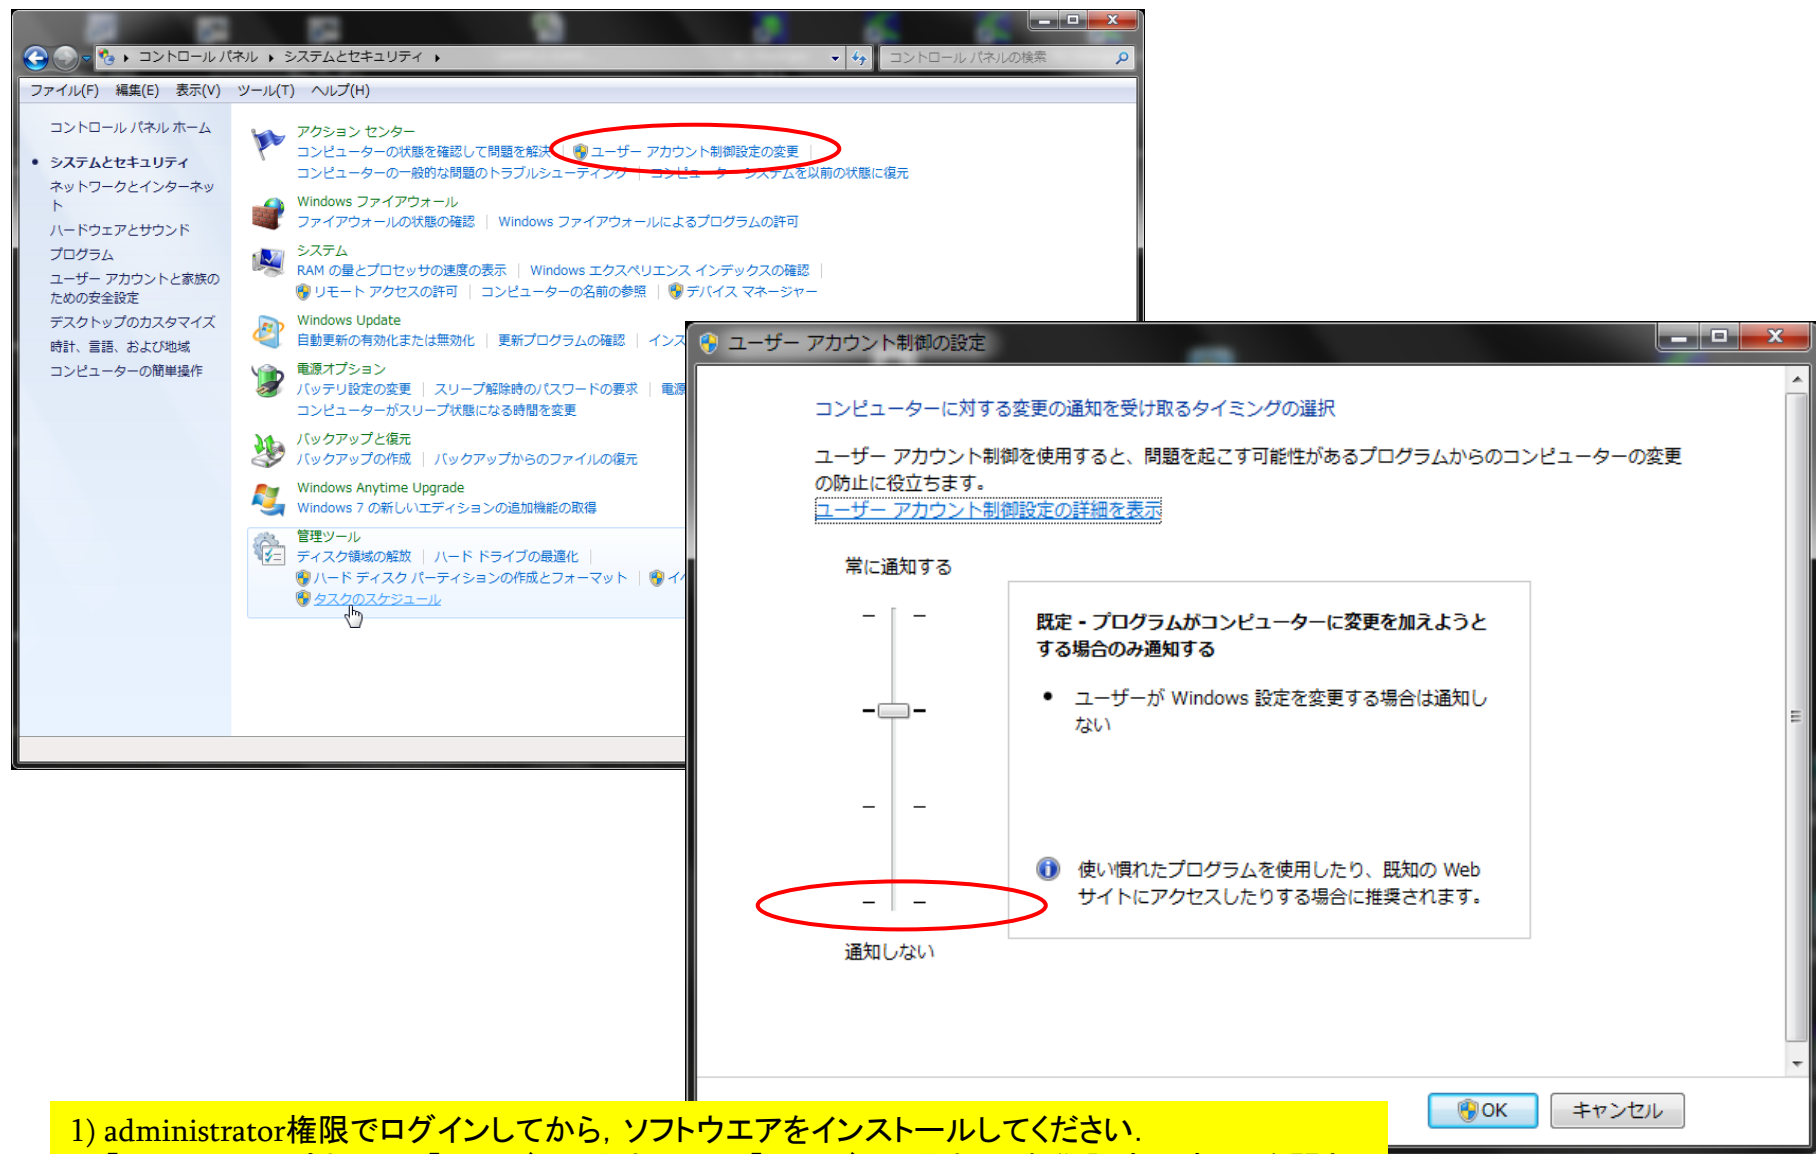 コントロール パネル ▸ システムとセキュリティ ▸
コントロール パネルの検索
ファイル(F) 編集(E) 表示(V) ツール(T) ヘルプ(H)
コントロール パネル ホーム
システムとセキュリティ
ネットワークとインターネッ
ト
ハードウェアとサウンド
プログラム
ユーザー アカウントと家族の
ための安全設定
デスクトップのカスタマイズ
時計、言語、および地域
コンピューターの簡単操作
アクション センター
コンピューターの状態を確認して問題を解決 ユーザー アカウント制御設定の変更
コンピューターの一般的な問題のトラブルシューティング コンピューター システムを以前の状態に復元
Windows ファイアウォール
ファイアウォールの状態の確認 Windows ファイアウォールによるプログラムの許可
システム
RAM の量とプロセッサの速度の表示 Windows エクスペリエンス インデックスの確認
リモート アクセスの許可 コンピューターの名前の参照 デバイス マネージャー
Windows Update
自動更新の有効化または無効化 更新プログラムの確認 インス
電源オプション
バッテリ設定の変更 スリープ解除時のパスワードの要求 電源
コンピューターがスリープ状態になる時間を変更
バックアップと復元
バックアップの作成 バックアップからのファイルの復元
Windows Anytime Upgrade
Windows 7 の新しいエディションの追加機能の取得
管理ツール
ディスク領域の解放 ハード ドライブの最適化
ハード ディスク パーティションの作成とフォーマット イベ
タスクのスケジュール
ユーザー アカウント制御の設定
コンピューターに対する変更の通知を受け取るタイミングの選択
ユーザー アカウント制御を使用すると、問題を起こす可能性があるプログラムからのコンピューターの変更
の防止に役立ちます。
ユーザー アカウント制御設定の詳細を表示
常に通知する
既定 - プログラムがコンピューターに変更を加えようと
する場合のみ通知する
• ユーザーが Windows 設定を変更する場合は通知し
ない
使い慣れたプログラムを使用したり、既知の Web
サイトにアクセスしたりする場合に推奨されます。
通知しない
OK キャンセル
1) administrator権限でログインしてから，ソフトウエアをインストールしてください．